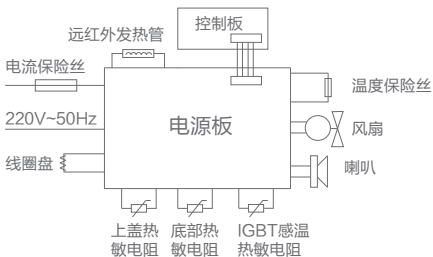 控制板
远红外发热管
电流保险丝
温度保险丝
220V~50Hz
电源板
风扇
线圈盘
喇叭
上盖热
敏电阻
底部热
敏电阻
IGBT感温
热敏电阻